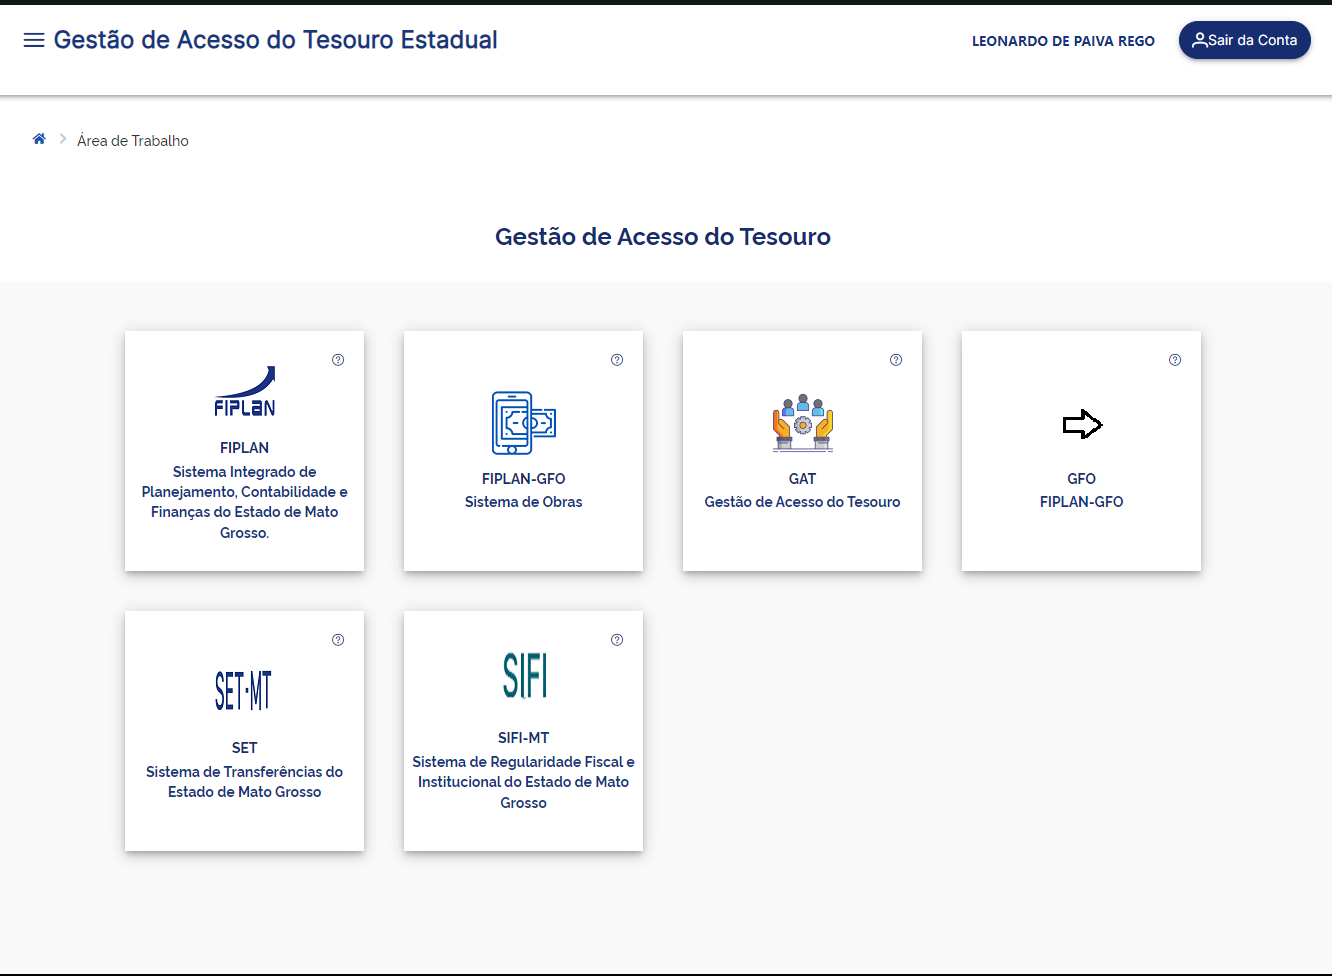 Gestão de Acesso do Tesouro Estadual
LEONARDO DE PAIVA REGO
Sair da Conta
Área de Trabalho
Gestão de Acesso do Tesouro
FIPLAN
FIPLAN
Sistema Integrado de
Planejamento, Contabilidade e
Finanças do Estado de Mato
Grosso.
FIPLAN-GFO
Sistema de Obras
GAT
Gestão de Acesso do Tesouro
GFO
FIPLAN-GFO
SET-MT
SET
Sistema de Transferências do
Estado de Mato Grosso
SIFI
SIFI-MT
Sistema de Regularidade Fiscal e
Institucional do Estado de Mato
Grosso